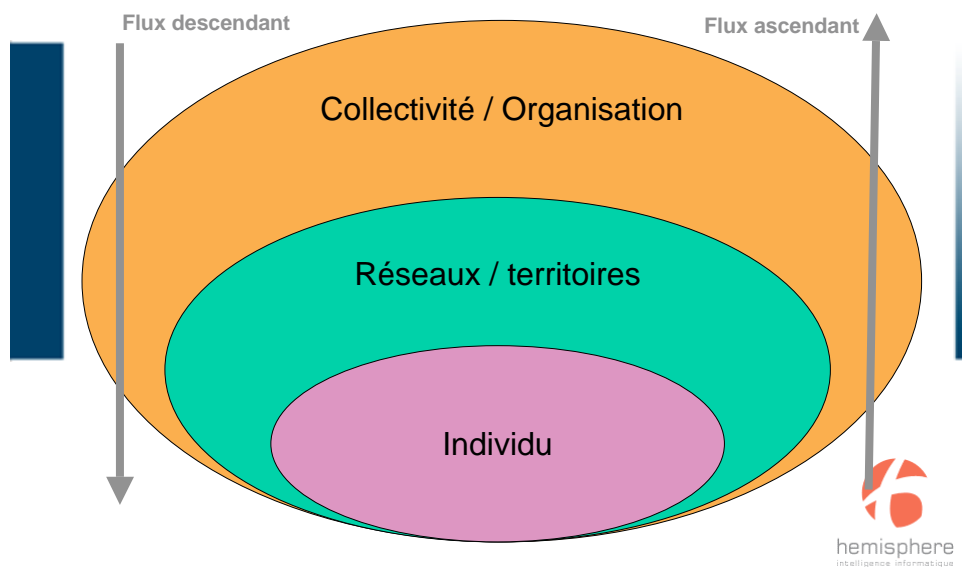 Flux descendant
Flux ascendant
Collectivité / Organisation
Réseaux / territoires
Individu
hemisphere
intelligence informatique